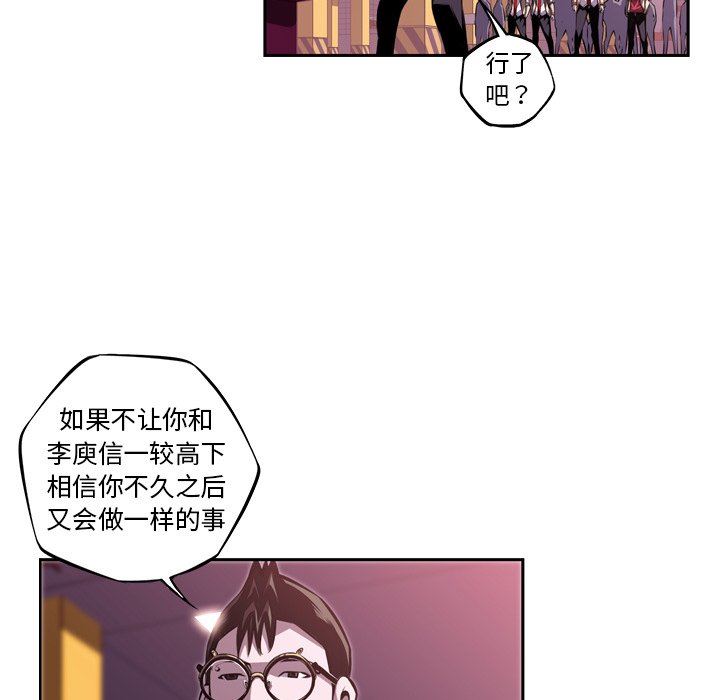 行了
吧？
如果不让你和
李庾信一较高下
相信你不久之后
又会做一样的事